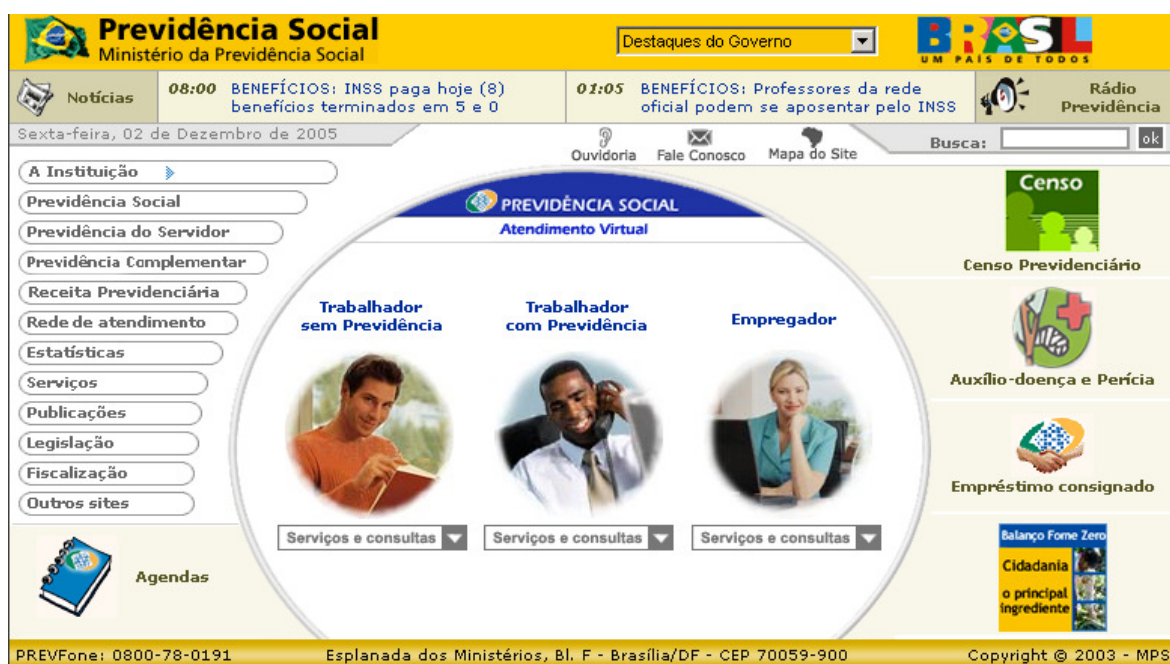 Previdência Social
Ministério da Previdência Social
Destaques do Governo
BRASIL
UM PAÍS DE TODOS
Notícias
08:00 BENEFÍCIOS: INSS paga hoje (8)
benefícios terminados em 5 e 0
01:05 BENEFÍCIOS: Professores da rede
oficial podem se aposentar pelo INSS
Rádio
Previdência
Sexta-feira, 02 de Dezembro de 2005
Ouvidoria
Fale Conosco
Mapa do Site
Busca:
ok
A Instituição
Previdência Social
Previdência do Servidor
Previdência Complementar
Receita Previdenciária
Rede de atendimento
Estatísticas
Serviços
Publicações
Legislação
Fiscalização
Outros sites
Agendas
PREVIDÊNCIA SOCIAL
Atendimento Virtual
Trabalhador
sem Previdência
Serviços e consultas
Trabalhador
com Previdência
Serviços e consultas
Empregador
Serviços e consultas
Censo
Censo Previdenciário
Auxílio-doença e Perícia
Empréstimo consignado
Balanço Fome Zero
Cidadania
o principal
ingrediente
PREVFone: 0800-78-0191
Esplanada dos Ministérios, Bl. F - Brasília/DF - CEP 70059-900
Copyright © 2003 - MPS